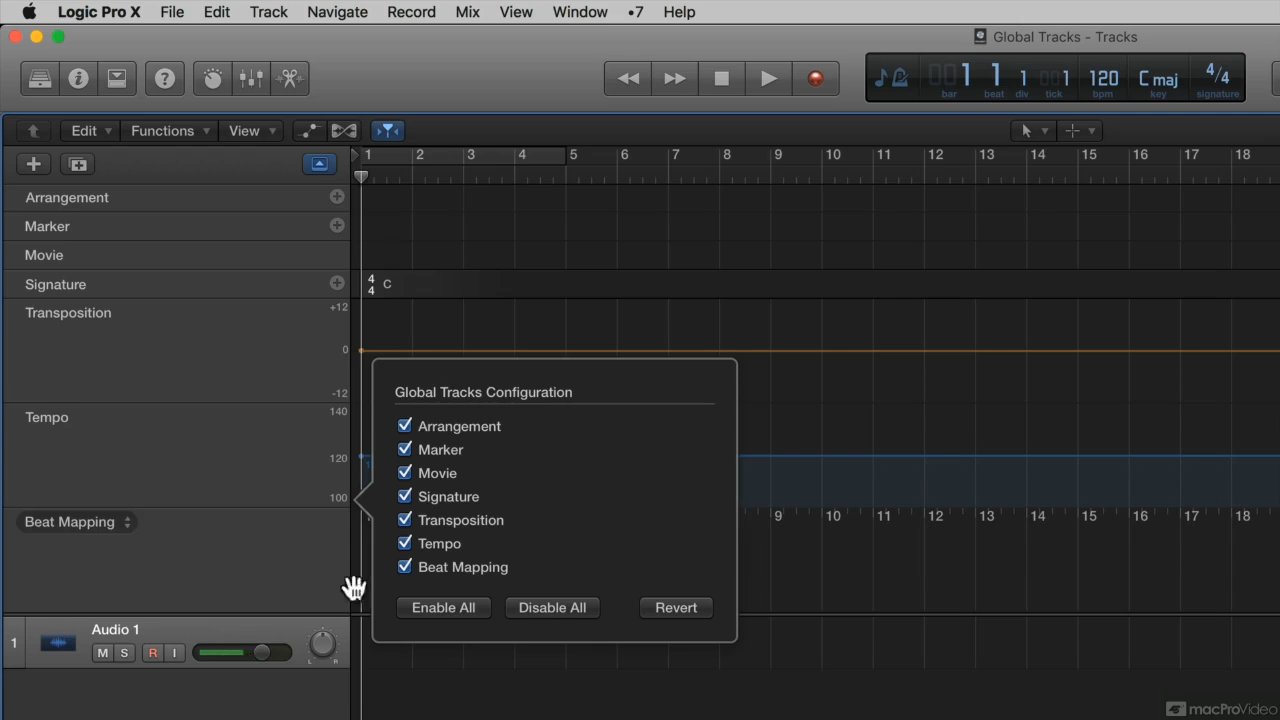 Logic Pro X File Edit Track Navigate Record Mix View Window •7 Help
Global Tracks - Tracks
001 1 1 001 120 C maj 4/4
bar beat div tick bpm key signature
Edit Functions View
1 2 3 4 5 6 7 8 9 10 11 12 13 14 15 16 17 18
Arrangement
Marker
Movie
Signature
4
4 C
Transposition
+12
0
-12
Tempo
140
120
100
Global Tracks Configuration
Arrangement
Marker
Movie
Signature
Transposition
Tempo
Beat Mapping
Enable All Disable All Revert
Beat Mapping
9 10 11 12 13 14 15 16 17 18
1
Audio 1
M S R I
L R
macProVideo